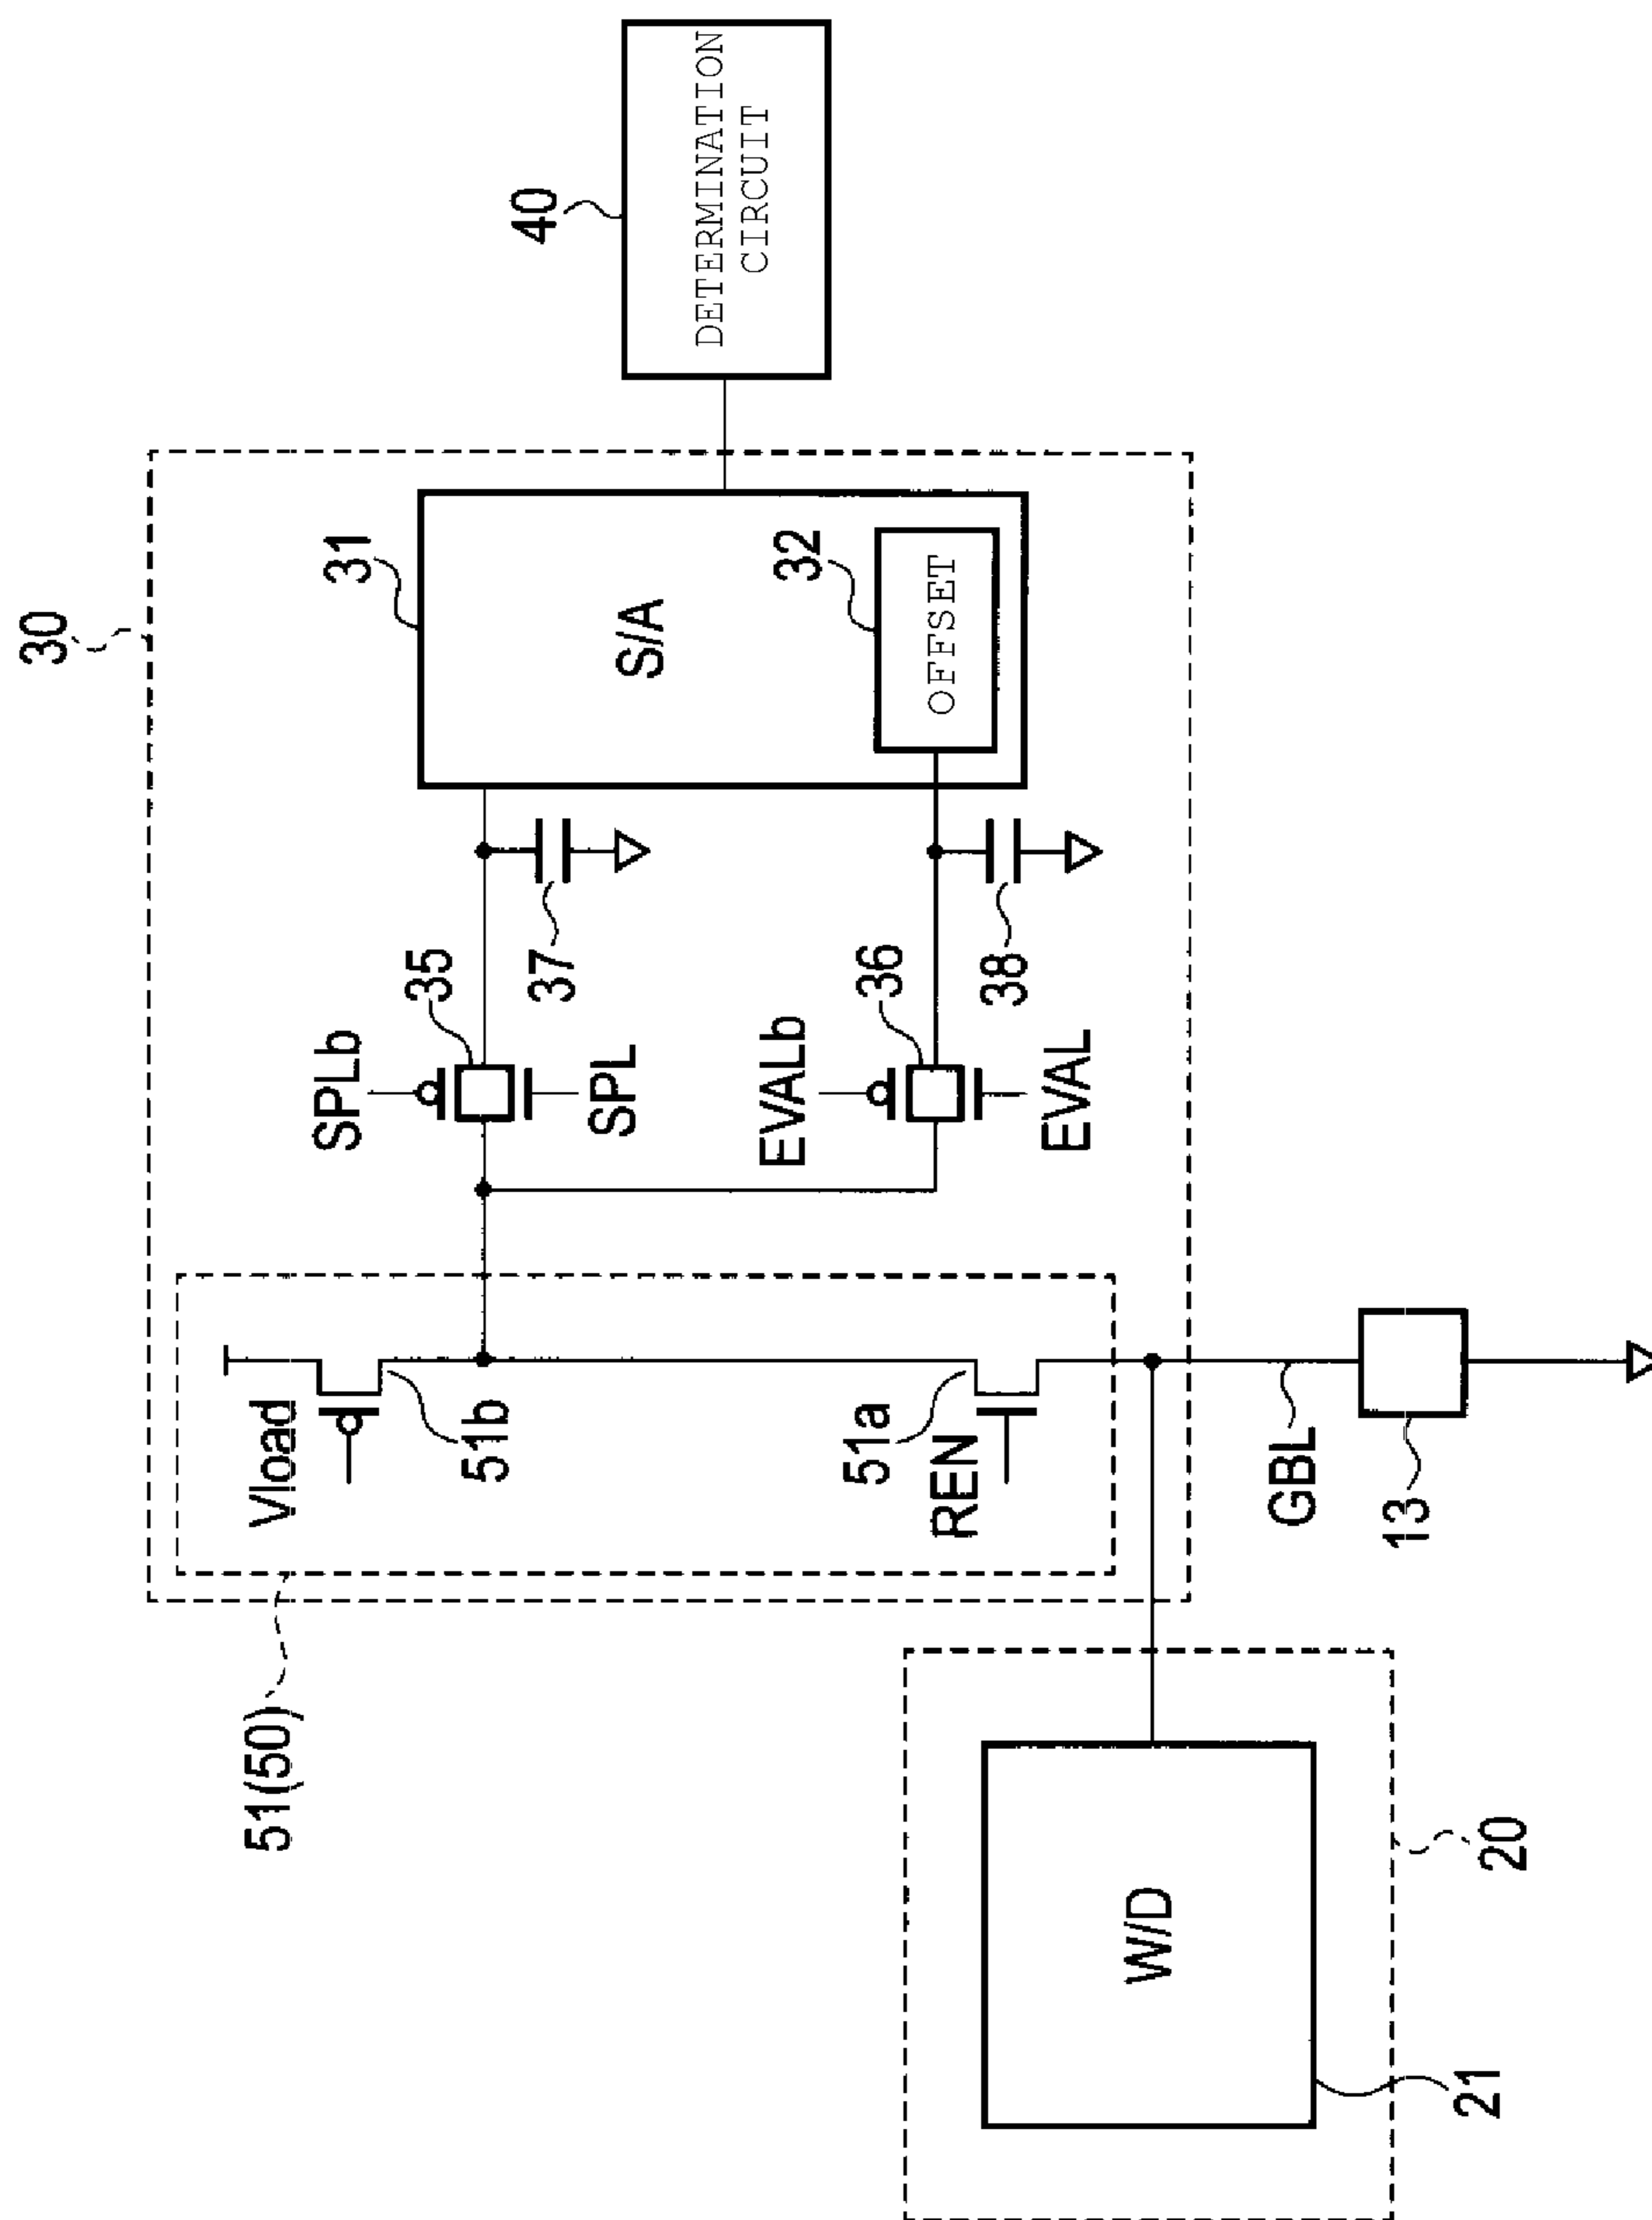 30
40
DETERMINATION
CIRCUIT
31
S/A
32
OFFSET
35
37
SPLb
SPL
36
38
EVALb
EVAL
Vload
51b
51a
REN
GBL
13
51(50)
W/D
20
21